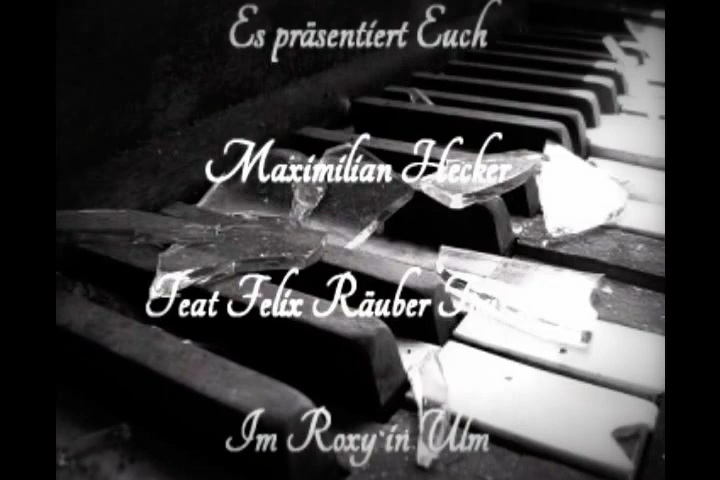 Es präsentiert Euch
Maximilian Hecker
Feat Felix Räuber
Im Roxy in Ulm